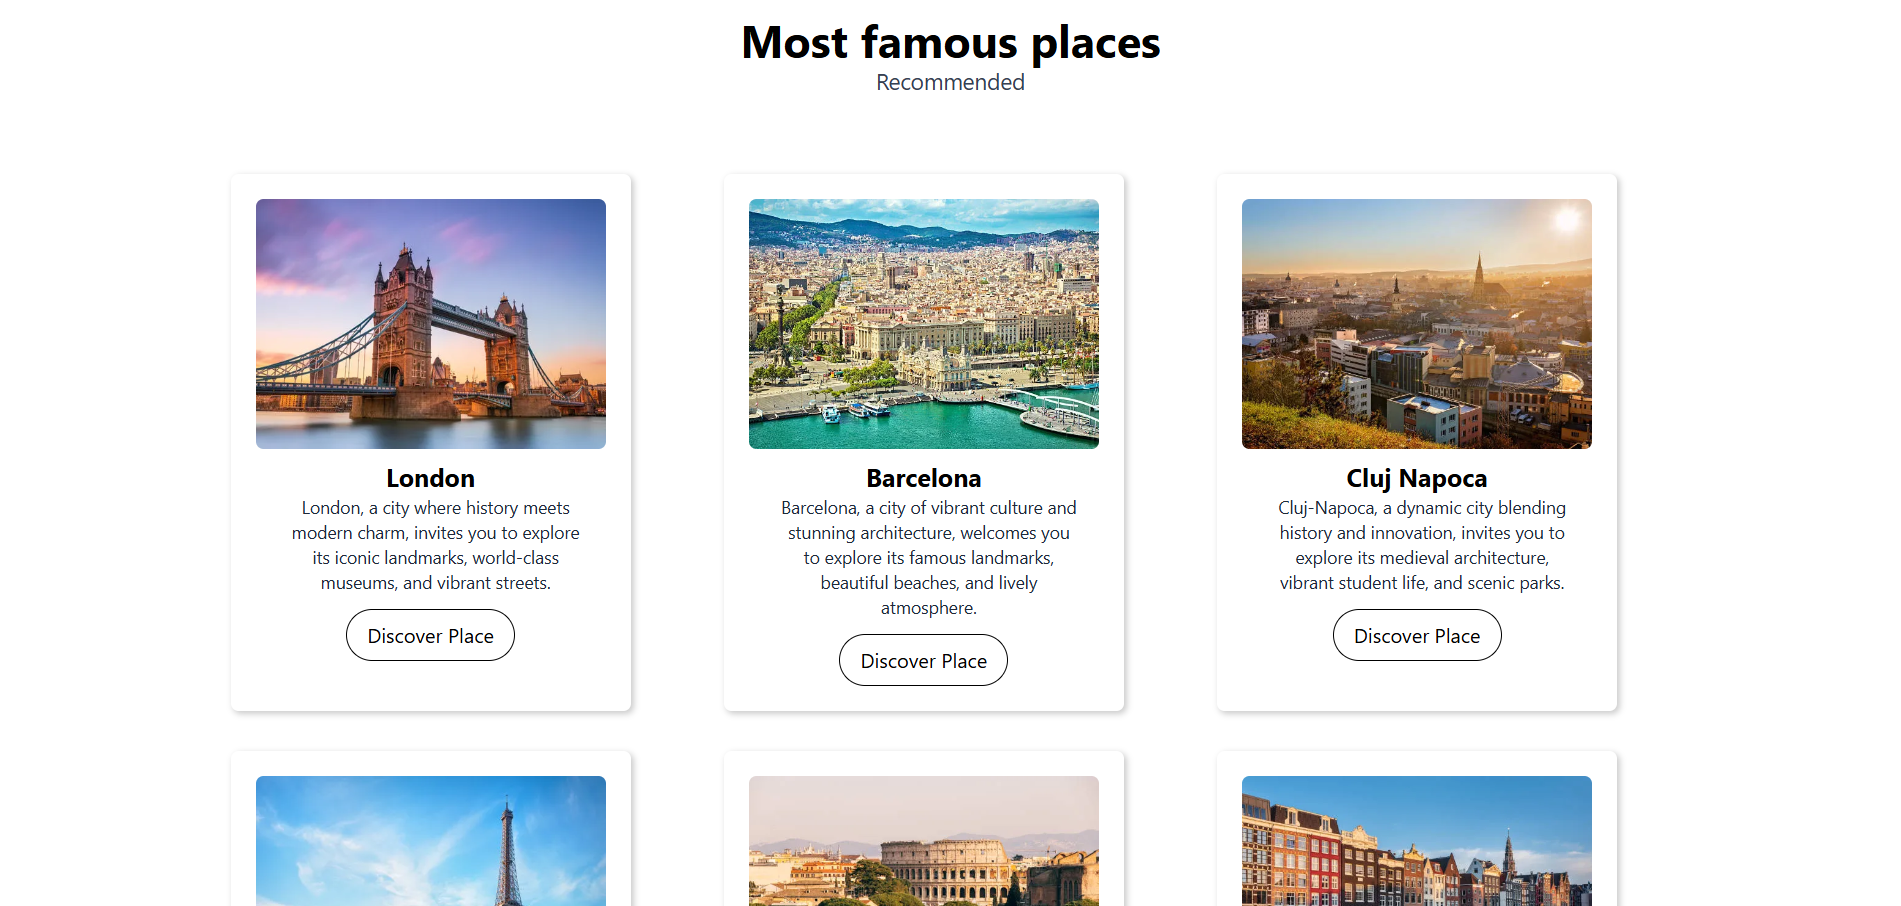 Most famous places
Recommended
London
London, a city where history meets
modern charm, invites you to explore
its iconic landmarks, world-class
museums, and vibrant streets.
Discover Place
Barcelona
Barcelona, a city of vibrant culture and
stunning architecture, welcomes you
to explore its famous landmarks,
beautiful beaches, and lively
atmosphere.
Discover Place
Cluj Napoca
Cluj-Napoca, a dynamic city blending
history and innovation, invites you to
explore its medieval architecture,
vibrant student life, and scenic parks.
Discover Place